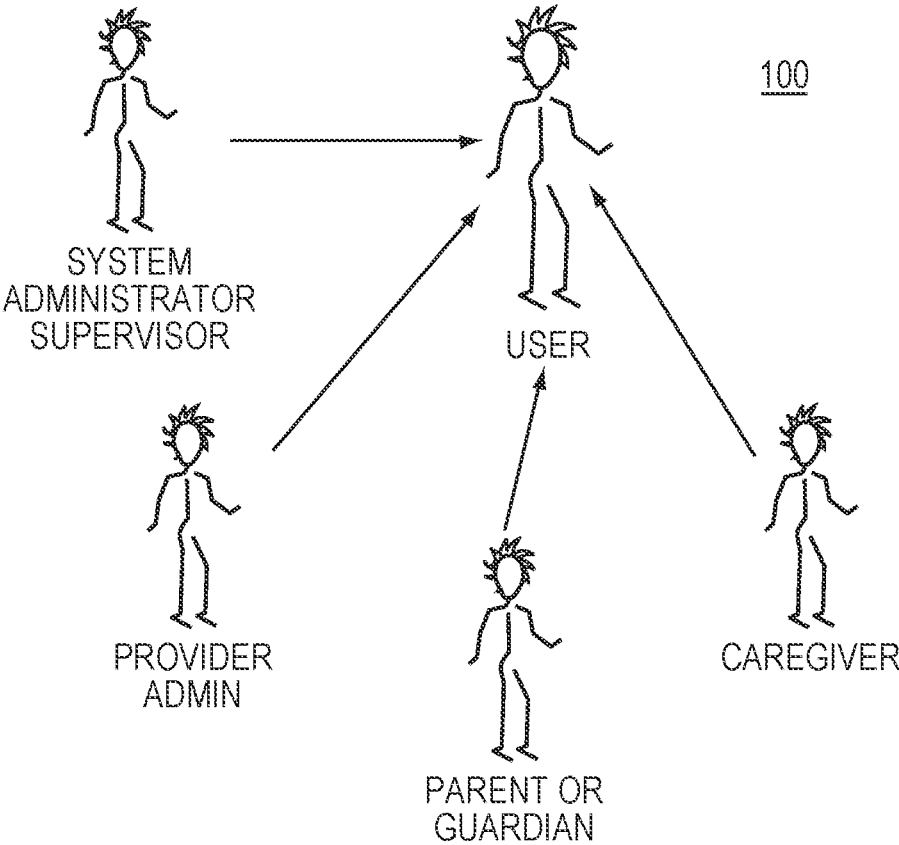 100
SYSTEM
ADMINISTRATOR
SUPERVISOR
USER
PROVIDER
ADMIN
CAREGIVER
PARENT OR
GUARDIAN